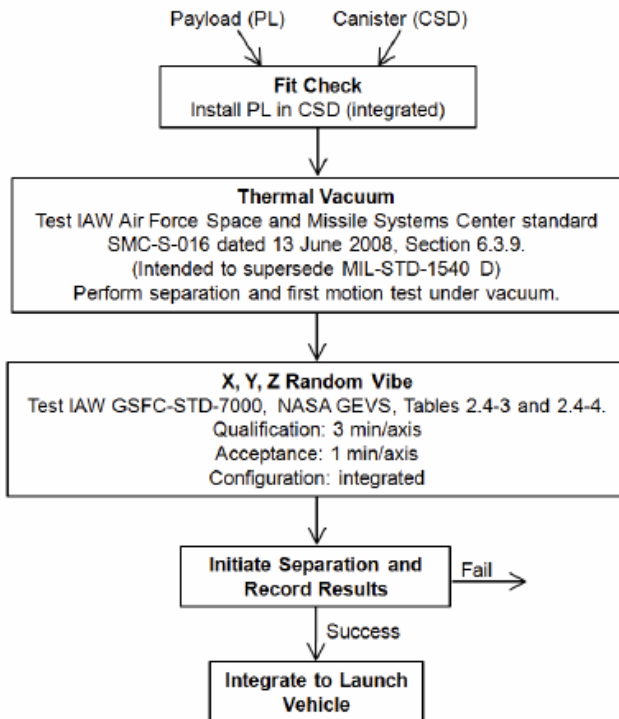 Payload (PL)
Canister (CSD)
Fit Check
Install PL in CSD (integrated)
Thermal Vacuum
Test IAW Air Force Space and Missile Systems Center standard
SMC-S-016 dated 13 June 2008, Section 6.3.9.
(Intended to supersede MIL-STD-1540 D)
Perform separation and first motion test under vacuum.
X, Y, Z Random Vibe
Test IAW GSFC-STD-7000, NASA GEVS, Tables 2.4-3 and 2.4-4.
Qualification: 3 min/axis
Acceptance: 1 min/axis
Configuration: integrated
Initiate Separation and
Record Results
Fail
Success
Integrate to Launch
Vehicle